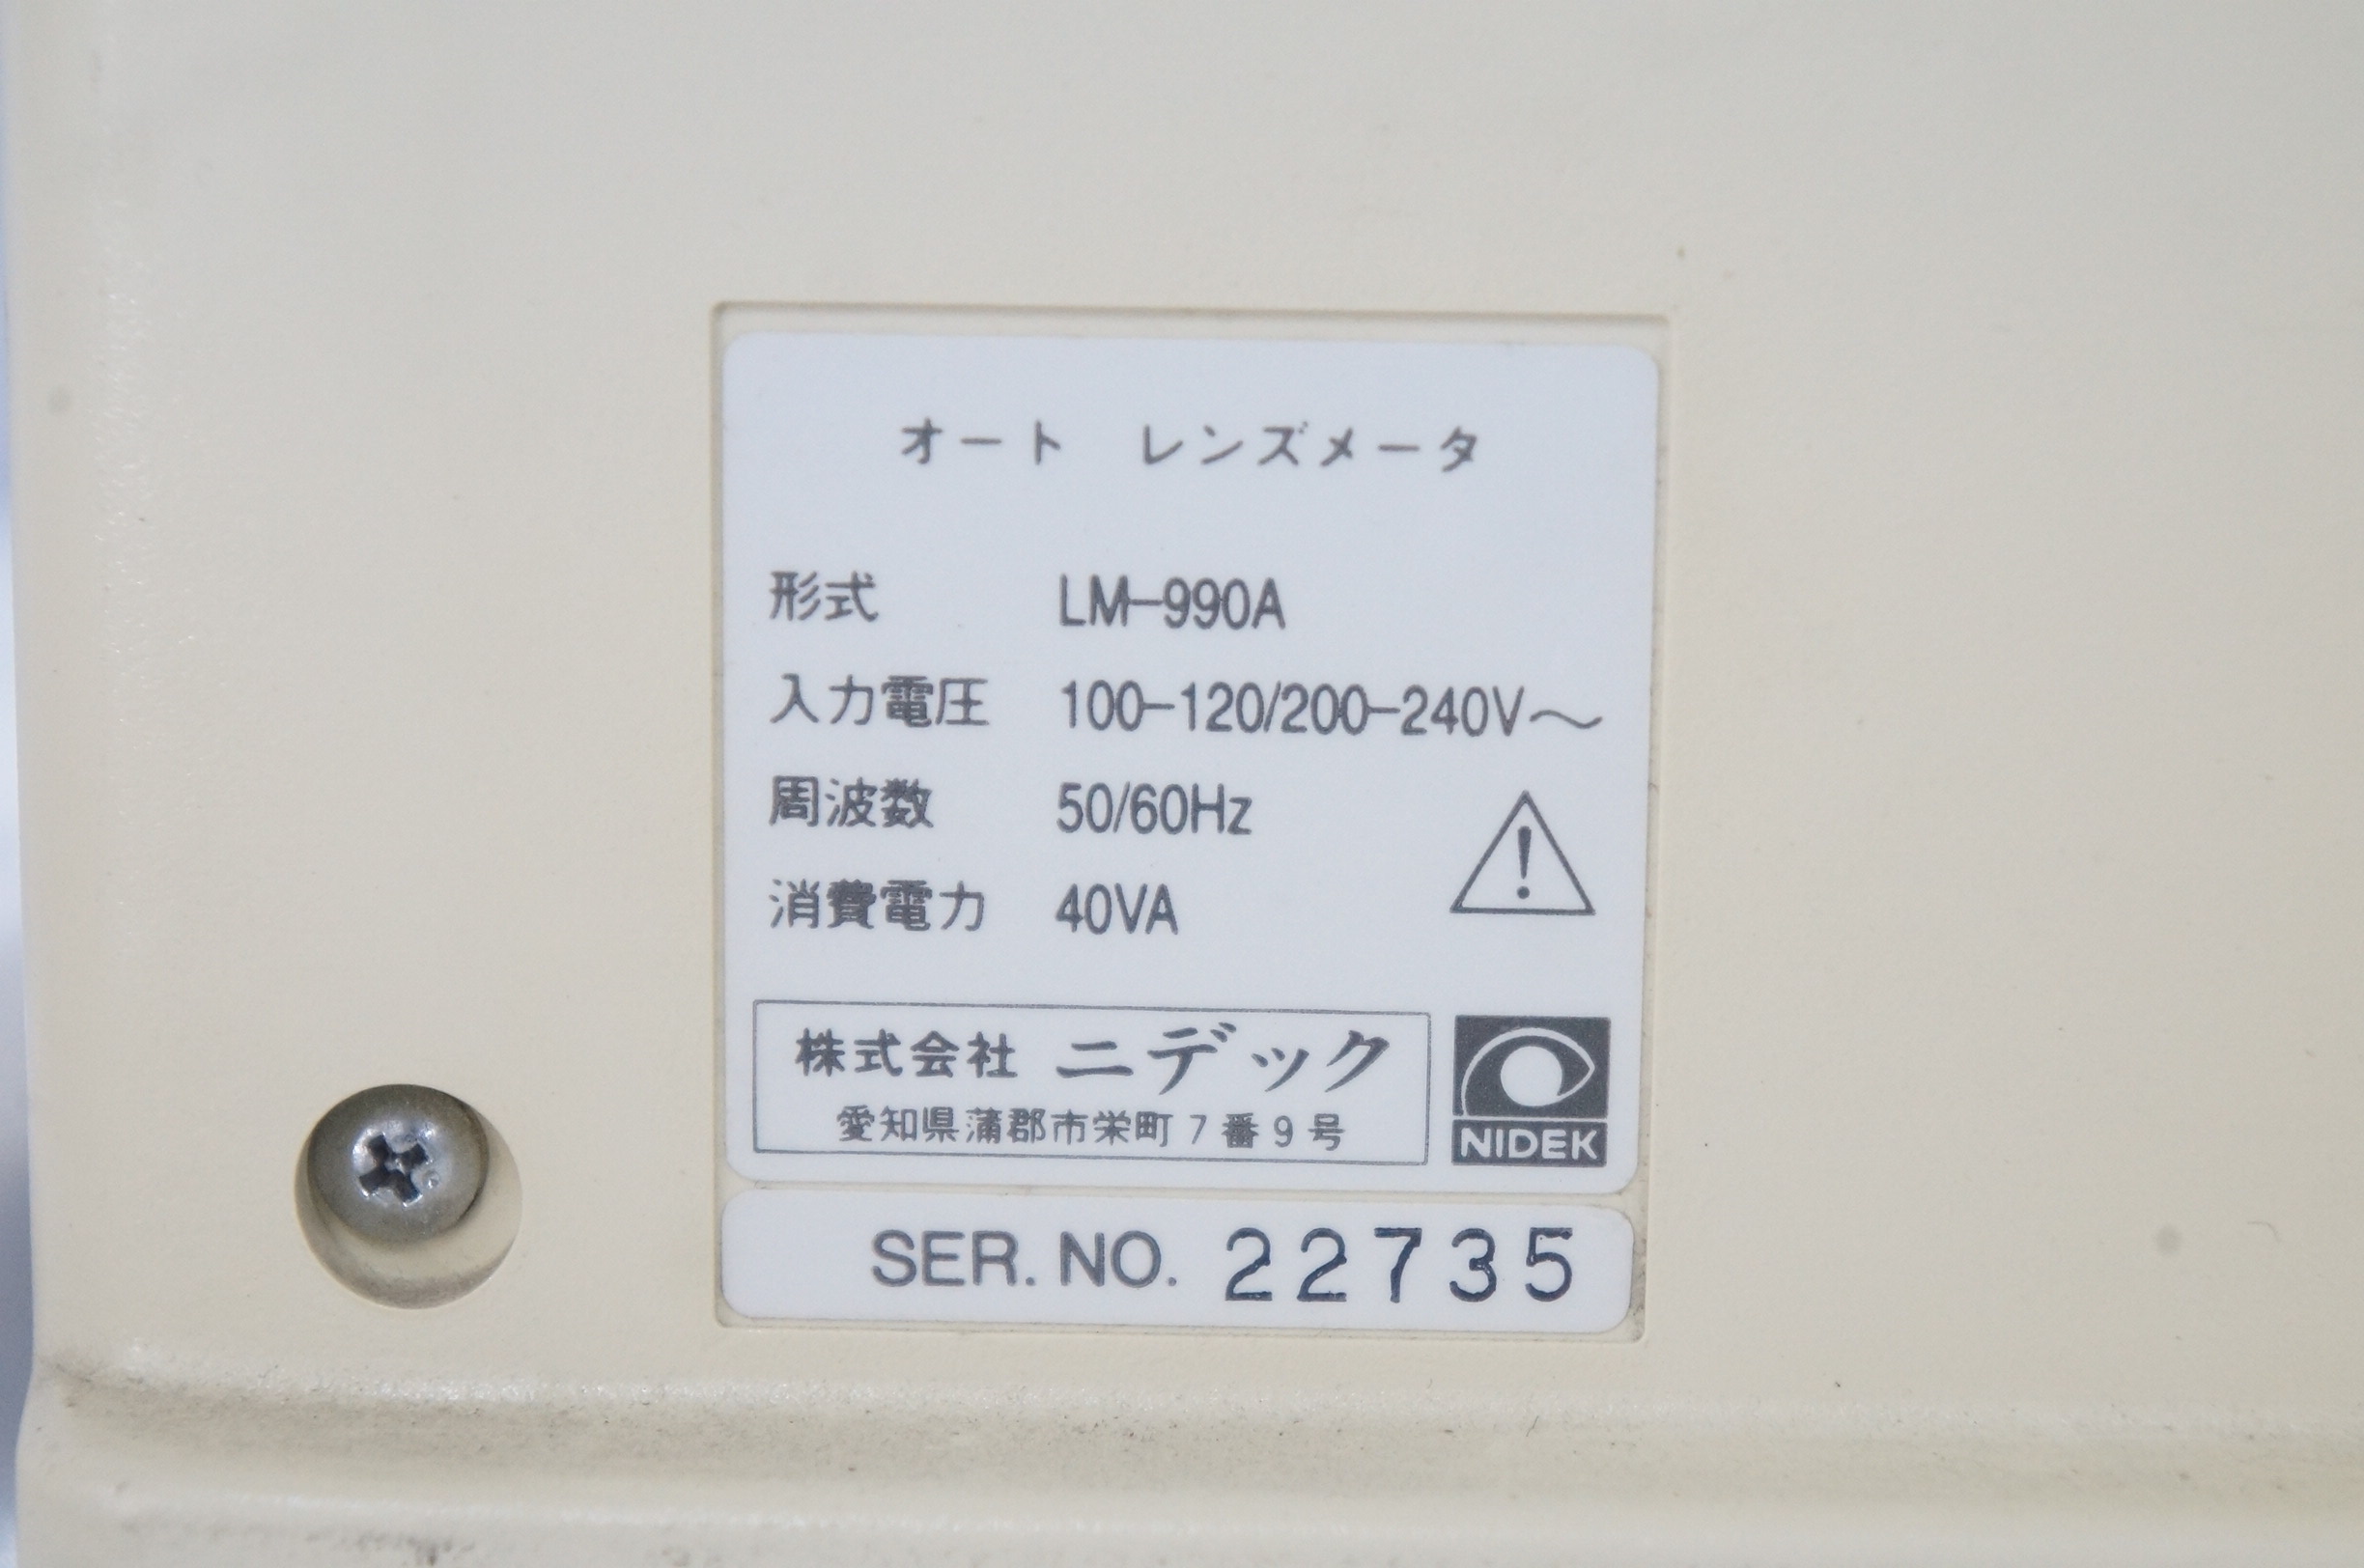 オート レンズメータ
形式 LM-990A
入力電圧 100-120/200-240V～
周波数 50/60Hz
消費電力 40VA
株式会社 ニデック
愛知県蒲郡市栄町7番9号
NIDEK
SER. NO. 22735